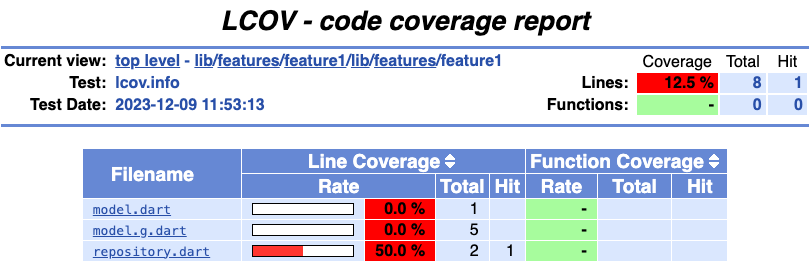 LCOV - code coverage report
Current view: top level - lib/features/feature1/lib/features/feature1 Coverage Total Hit
Test: lcov.info Lines: 12.5 % 8 1
Test Date: 2023-12-09 11:53:13 Functions: - 0 0
Filename Line Coverage Function Coverage
Rate Total Hit Rate Total Hit
model.dart 0.0 % 1 -
model.g.dart 0.0 % 5 -
repository.dart 50.0 % 2 1 -